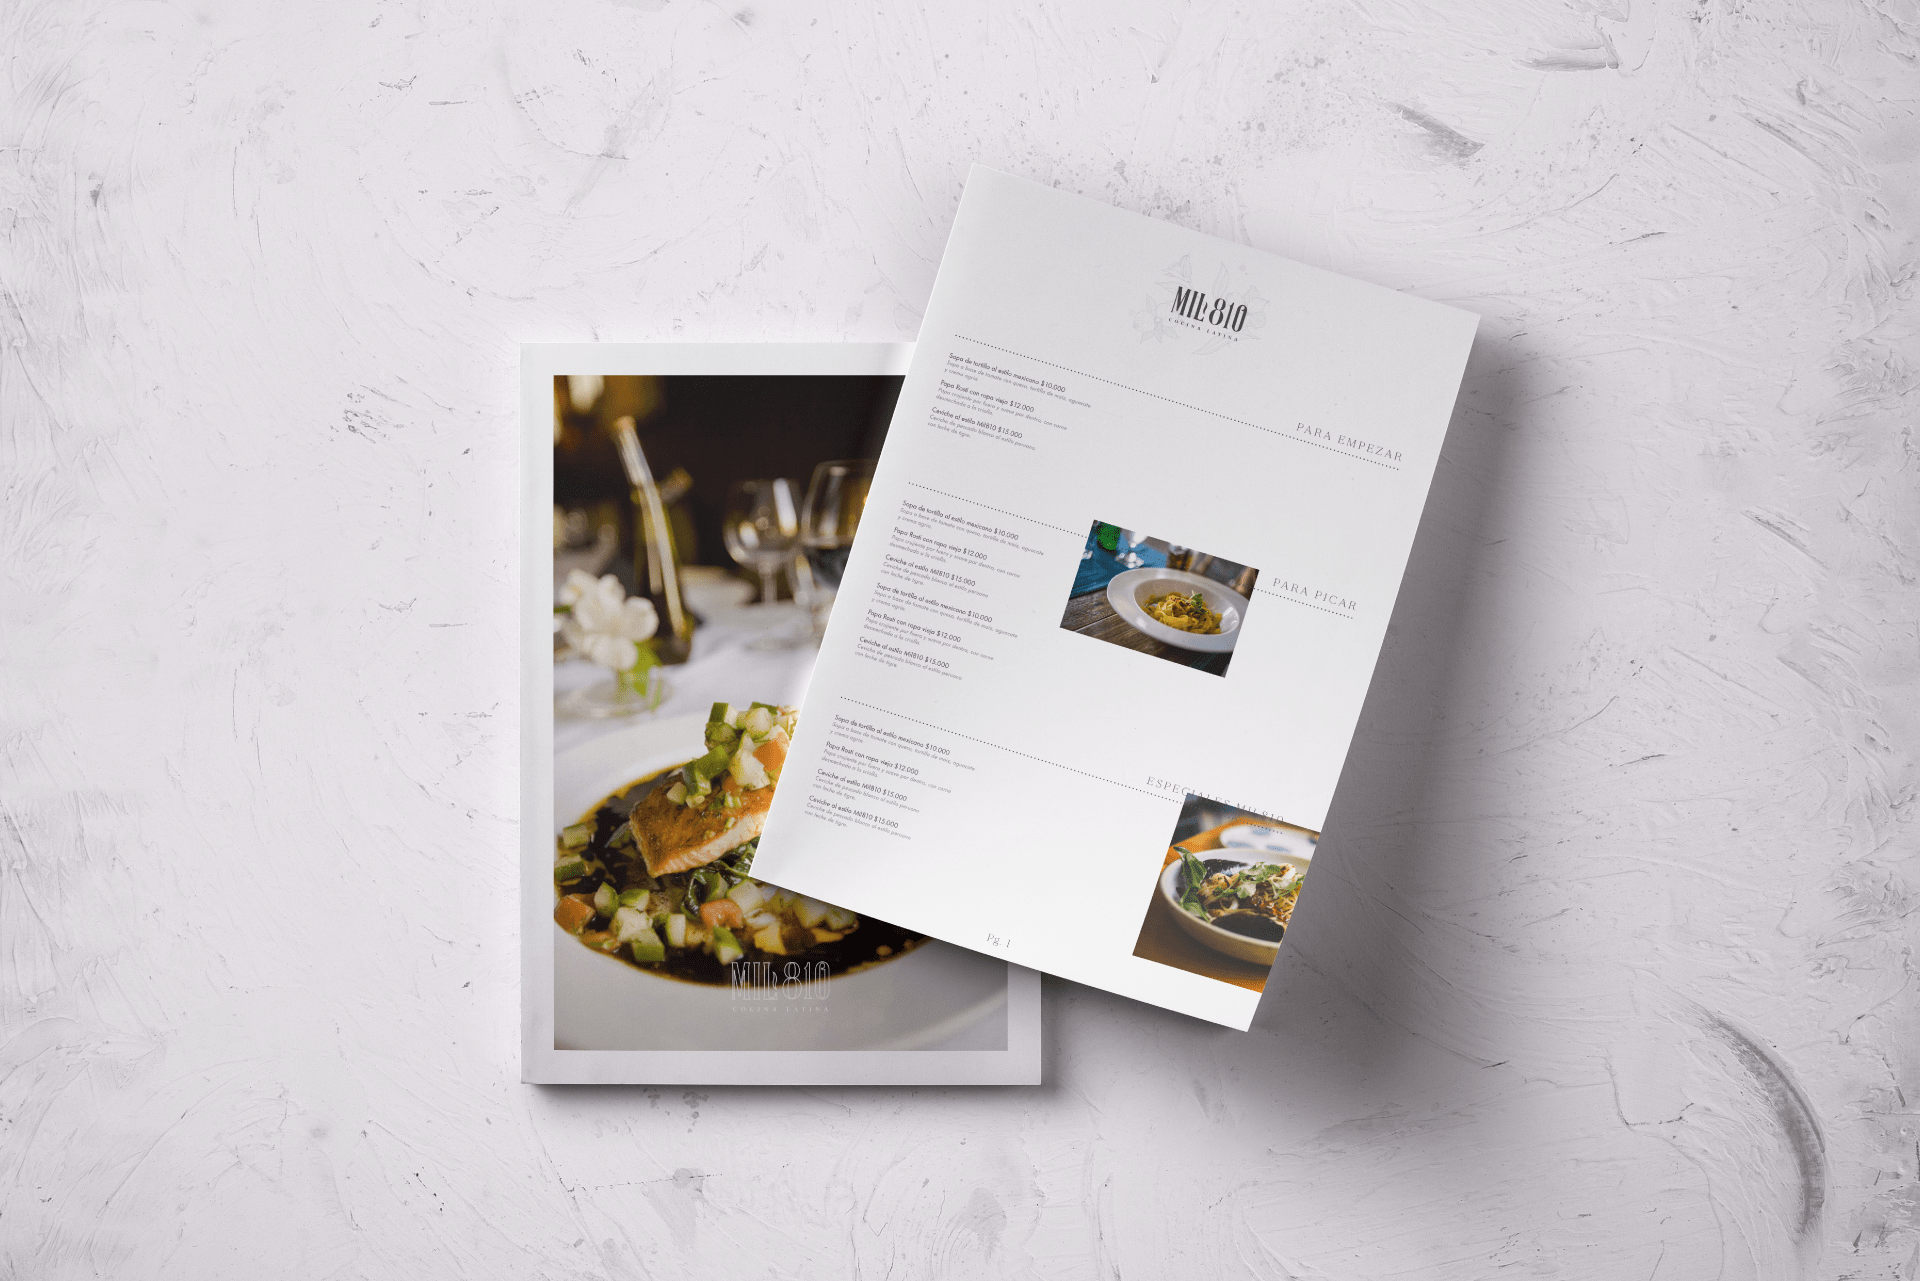 MIL810
COCINA LATINA
PARA EMPEZAR
Sopa de tortilla al estilo mexicano $10.000
Sopa a base de tomate con queso, tortilla de maíz, aguacate
y crema agria.
Papa Rosti con ropa vieja $12.000
Papa crujiente por fuera y suave por dentro, con carne
desmechada a la criolla.
Ceviche al estilo Mil810 $15.000
Ceviche de pescado blanco al estilo peruano
con leche de tigre.
PARA PICAR
Sopa de tortilla al estilo mexicano $10.000
Sopa a base de tomate con queso, tortilla de maíz, aguacate
y crema agria.
Papa Rosti con ropa vieja $12.000
Papa crujiente por fuera y suave por dentro, con carne
desmechada a la criolla.
Ceviche al estilo Mil810 $15.000
Ceviche de pescado blanco al estilo peruano
con leche de tigre.
Sopa de tortilla al estilo mexicano $10.000
Sopa a base de tomate con queso, tortilla de maíz, aguacate
y crema agria.
Papa Rosti con ropa vieja $12.000
Papa crujiente por fuera y suave por dentro, con carne
desmechada a la criolla.
Ceviche al estilo Mil810 $15.000
Ceviche de pescado blanco al estilo peruano
con leche de tigre.
ESPECIALES MIL810
Sopa de tortilla al estilo mexicano $10.000
Sopa a base de tomate con queso, tortilla de maíz, aguacate
y crema agria.
Papa Rosti con ropa vieja $12.000
Papa crujiente por fuera y suave por dentro, con carne
desmechada a la criolla.
Ceviche al estilo Mil810 $15.000
Ceviche de pescado blanco al estilo peruano
con leche de tigre.
Ceviche al estilo Mil810 $15.000
Ceviche de pescado blanco al estilo peruano
con leche de tigre.
Pg. 1
MIL810
COCINA LATINA